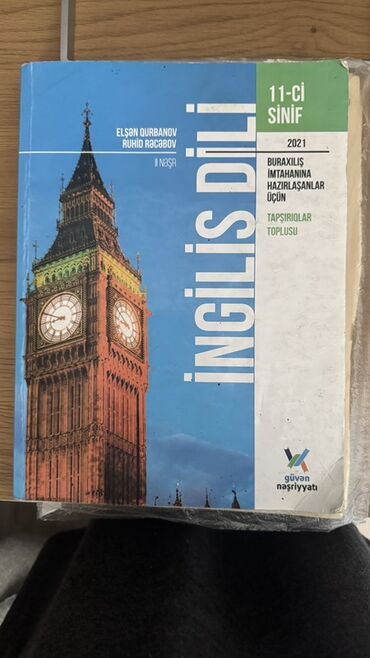 11-Cİ
SİNİF
ELŞƏN QURBANOV
RUHİD RƏCƏBOV
II NƏŞR
İNGİLİS DİLİ
2021
BURAXILIŞ
İMTAHANINA
HAZIRLAŞANLAR
ÜÇÜN
TAPŞIRIQLAR
TOPLUSU
güvən
nəşriyyatı